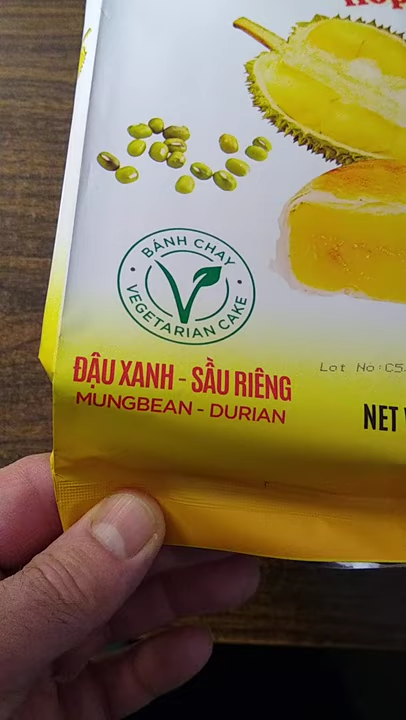 BÁNH CHAY
VEGETARIAN CAKE
ĐẬU XANH - SẦU RIÊNG
MUNGBEAN - DURIAN
Lot No:C5
NET